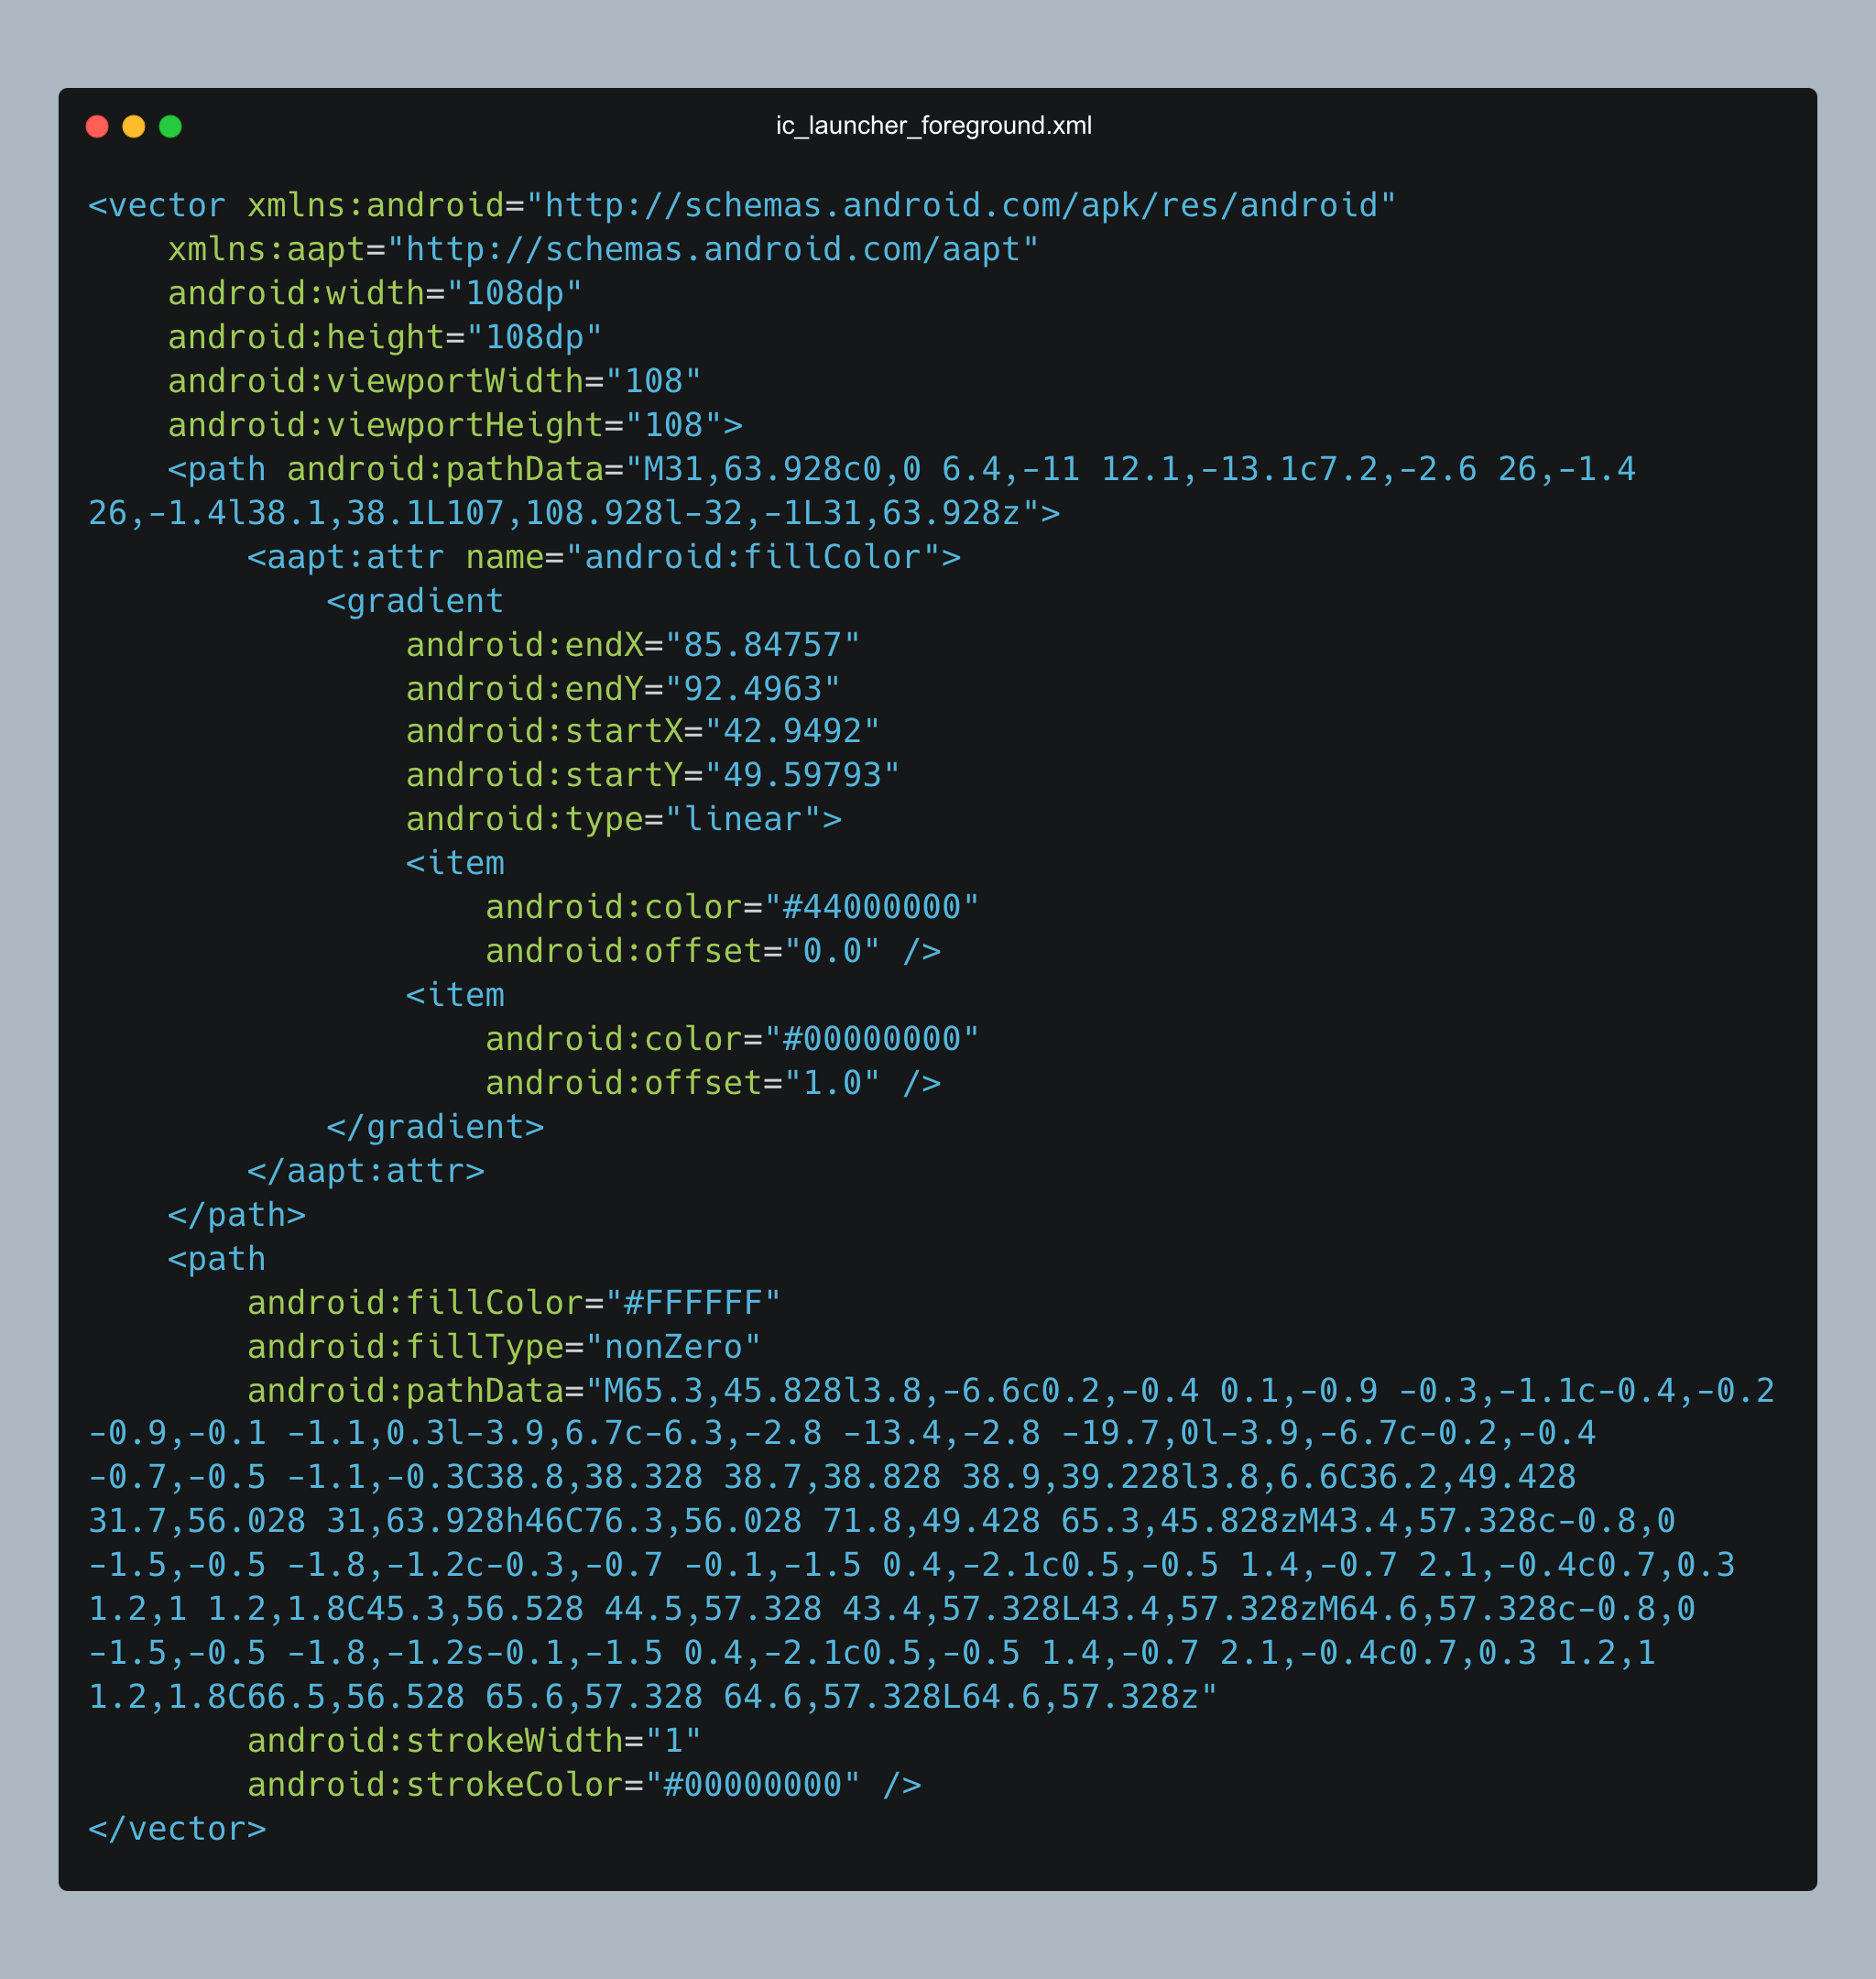 ic_launcher_foreground.xml
<vector xmlns:android="http://schemas.android.com/apk/res/android"
    xmlns:aapt="http://schemas.android.com/aapt"
    android:width="108dp"
    android:height="108dp"
    android:viewportWidth="108"
    android:viewportHeight="108">
    <path android:pathData="M31,63.928c0,0 6.4,-11 12.1,-13.1c7.2,-2.6 26,-1.4
26,-1.4l38.1,38.1L107,108.928l-32,-1L31,63.928z">
        <aapt:attr name="android:fillColor">
            <gradient
                android:endX="85.84757"
                android:endY="92.4963"
                android:startX="42.9492"
                android:startY="49.59793"
                android:type="linear">
                <item
                    android:color="#44000000"
                    android:offset="0.0" />
                <item
                    android:color="#00000000"
                    android:offset="1.0" />
            </gradient>
        </aapt:attr>
    </path>
    <path
        android:fillColor="#FFFFFF"
        android:fillType="nonZero"
        android:pathData="M65.3,45.828l3.8,-6.6c0.2,-0.4 0.1,-0.9 -0.3,-1.1c-0.4,-0.2
-0.9,-0.1 -1.1,0.3l-3.9,6.7c-6.3,-2.8 -13.4,-2.8 -19.7,0l-3.9,-6.7c-0.2,-0.4
-0.7,-0.5 -1.1,-0.3C38.8,38.328 38.7,38.828 38.9,39.228l3.8,6.6C36.2,49.428
31.7,56.028 31,63.928h46C76.3,56.028 71.8,49.428 65.3,45.828zM43.4,57.328c-0.8,0
-1.5,-0.5 -1.8,-1.2c-0.3,-0.7 -0.1,-1.5 0.4,-2.1c0.5,-0.5 1.4,-0.7 2.1,-0.4c0.7,0.3
1.2,1 1.2,1.8C45.3,56.528 44.5,57.328 43.4,57.328L43.4,57.328zM64.6,57.328c-0.8,0
-1.5,-0.5 -1.8,-1.2s-0.1,-1.5 0.4,-2.1c0.5,-0.5 1.4,-0.7 2.1,-0.4c0.7,0.3 1.2,1
1.2,1.8C66.5,56.528 65.6,57.328 64.6,57.328L64.6,57.328z"
        android:strokeWidth="1"
        android:strokeColor="#00000000" />
</vector>